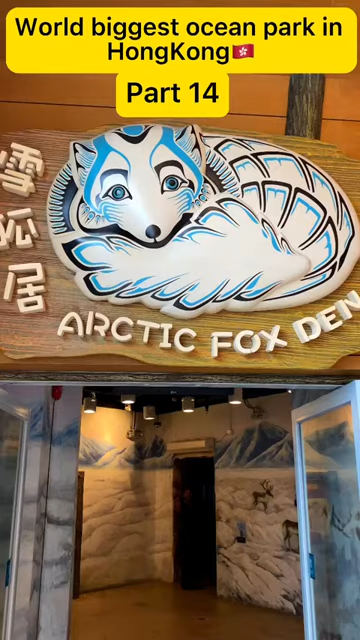 World biggest ocean park in
HongKong🇭🇰
Part 14
雪狐居
ARCTIC FOX DEN